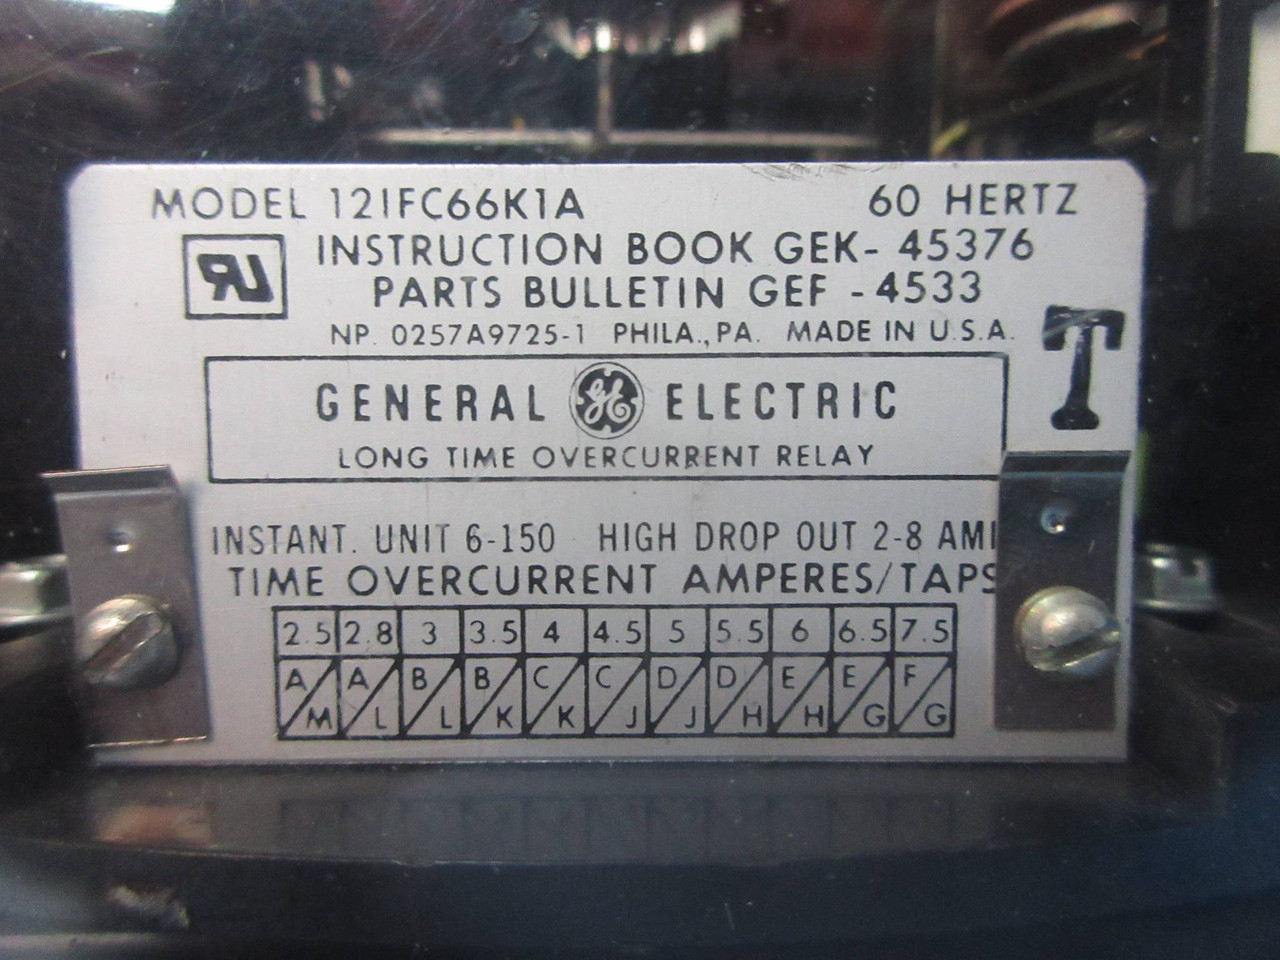 MODEL 12IFC66K1A 60 HERTZ
INSTRUCTION BOOK GEK- 45376
PARTS BULLETIN GEF - 4533
NP. 0257A9725-1 PHILA., PA. MADE IN U.S.A.
T
GENERAL GE ELECTRIC
LONG TIME OVERCURRENT RELAY
INSTANT. UNIT 6-150 HIGH DROP OUT 2-8
TIME OVERCURRENT AMPERES/TAPS
2.5 2.8 3 3.5 4 4.5 5 5.5 6 6.5 7.5
A/M A/L B/L B/K C/K C/J D/J D/H E/H E/G F/G